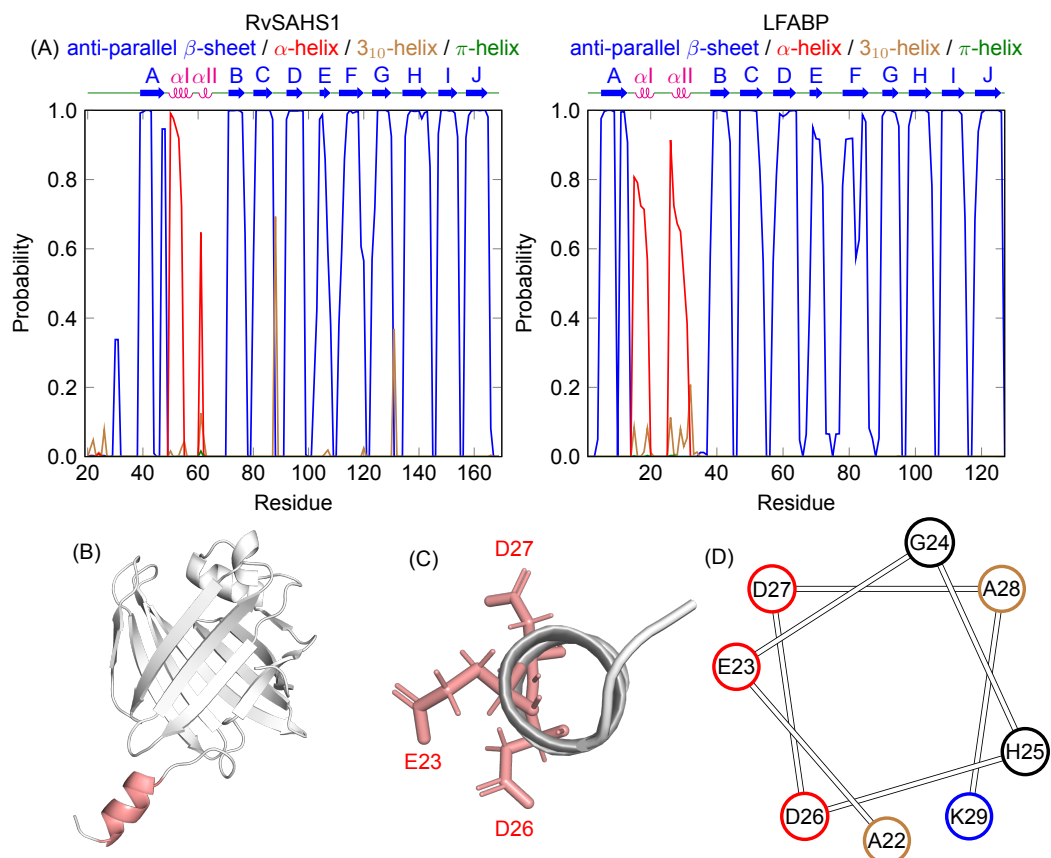 RvSAHS1
(A) anti-parallel β-sheet / α-helix / 3₁₀-helix / π-helix
A αI αII B C D E F G H I J
1.0
0.8
0.6
0.4
0.2
0.0
Probability
20 40 60 80 100 120 140 160
Residue
LFABP
anti-parallel β-sheet / α-helix / 3₁₀-helix / π-helix
A αI αII B C D E F G H I J
1.0
0.8
0.6
0.4
0.2
0.0
Probability
20 40 60 80 100 120
Residue
(B)
(C)
D27
E23
D26
(D)
G24
D27
A28
E23
H25
D26
K29
A22